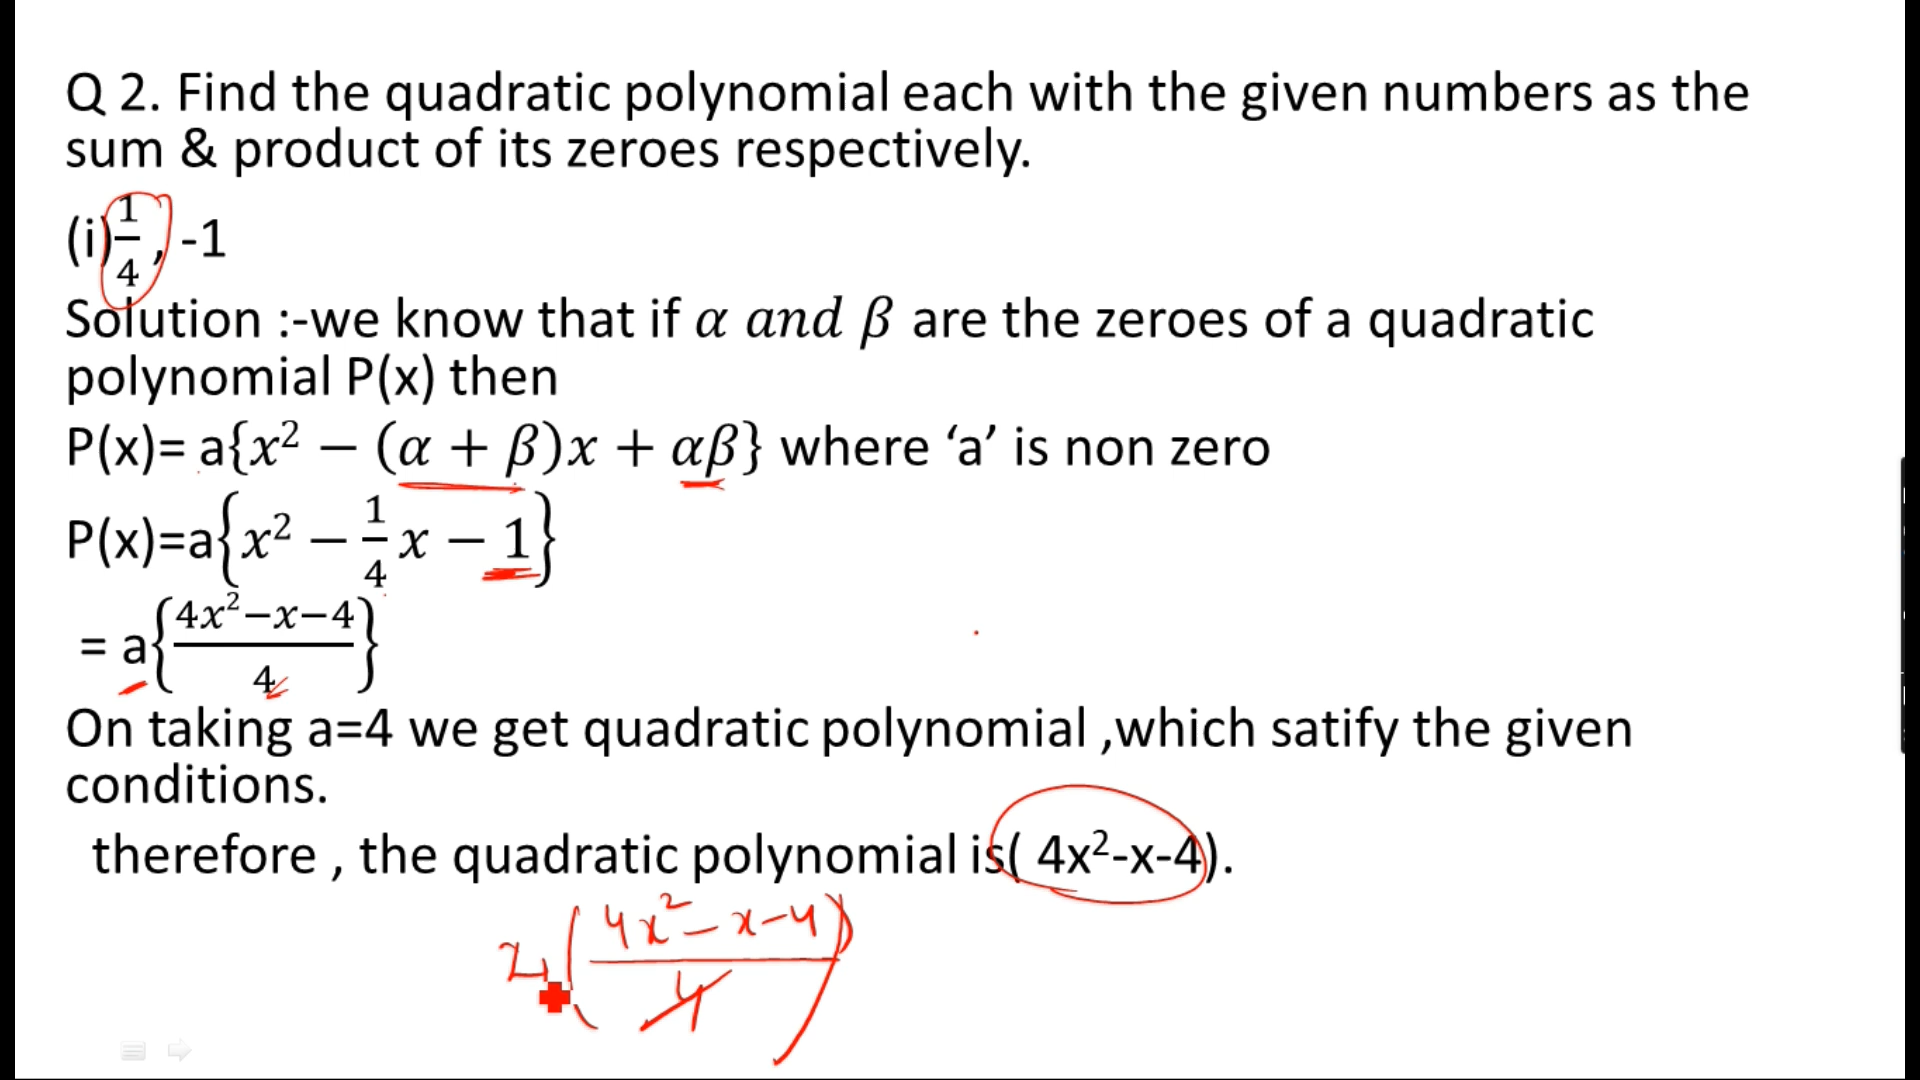 Q 2. Find the quadratic polynomial each with the given numbers as the
sum & product of its zeroes respectively.
(i) 1/4 , -1
Solution :-we know that if α and β are the zeroes of a quadratic
polynomial P(x) then
P(x)= a{x² − (α + β)x + αβ} where ‘a’ is non zero
P(x)=a{x² − 1/4 x − 1}
= a{(4x²−x−4)/4}
On taking a=4 we get quadratic polynomial ,which satify the given
conditions.
therefore , the quadratic polynomial is( 4x²-x-4).
(4x²-x-4)/4